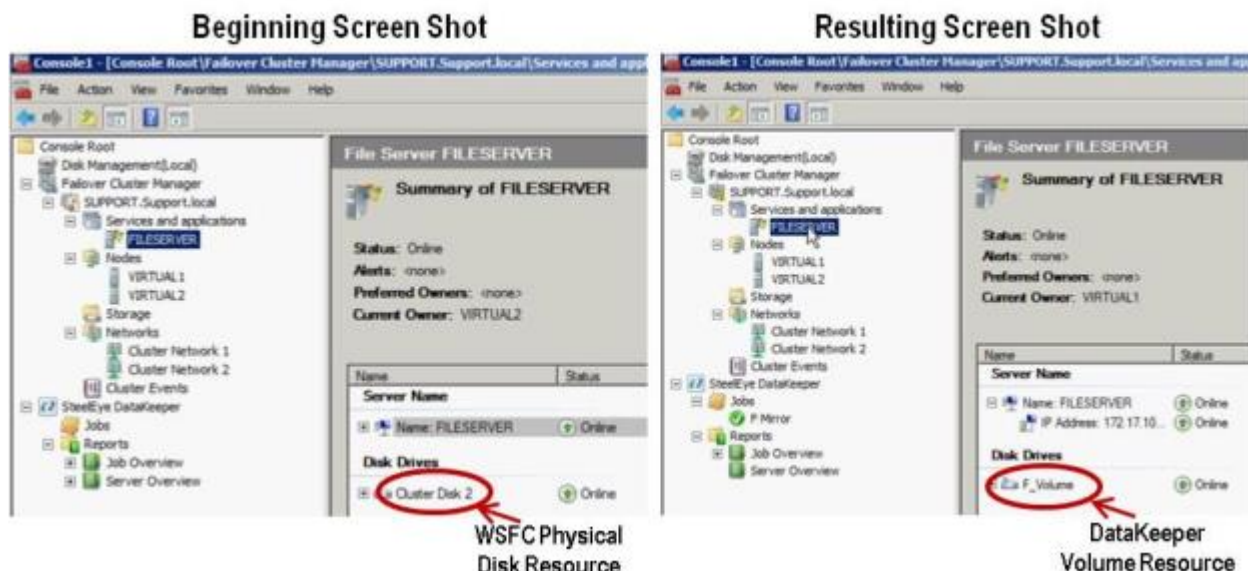 Beginning Screen Shot
Console1 - [Console Root\Failover Cluster Manager\SUPPORT.Support.local\Services and appl
File Action View Favorites Window Help
Console Root
Disk Management(Local)
Failover Cluster Manager
SUPPORT.Support.local
Services and applications
FILESERVER
Nodes
VIRTUAL1
VIRTUAL2
Storage
Networks
Cluster Network 1
Cluster Network 2
Cluster Events
SteelEye DataKeeper
Jobs
Reports
Job Overview
Server Overview
File Server FILESERVER
Summary of FILESERVER
Status: Online
Alerts: <none>
Preferred Owners: <none>
Current Owner: VIRTUAL2
Name Status
Server Name
Name: FILESERVER Online
Disk Drives
Cluster Disk 2 Online
WSFC Physical
Disk Resource
Resulting Screen Shot
Console1 - [Console Root\Failover Cluster Manager\SUPPORT.Support.local\Services and ap
File Action View Favorites Window Help
Console Root
Disk Management(Local)
Failover Cluster Manager
SUPPORT.Support.local
Services and applications
FILESERVER
Nodes
VIRTUAL1
VIRTUAL2
Storage
Networks
Cluster Network 1
Cluster Network 2
Cluster Events
SteelEye DataKeeper
Jobs
F Mirror
Reports
Job Overview
Server Overview
File Server FILESERVER
Summary of FILESERVER
Status: Online
Alerts: <none>
Preferred Owners: <none>
Current Owner: VIRTUAL1
Name Status
Server Name
Name: FILESERVER Online
IP Address: 172.17.10... Online
Disk Drives
F_Volume Online
DataKeeper
Volume Resource